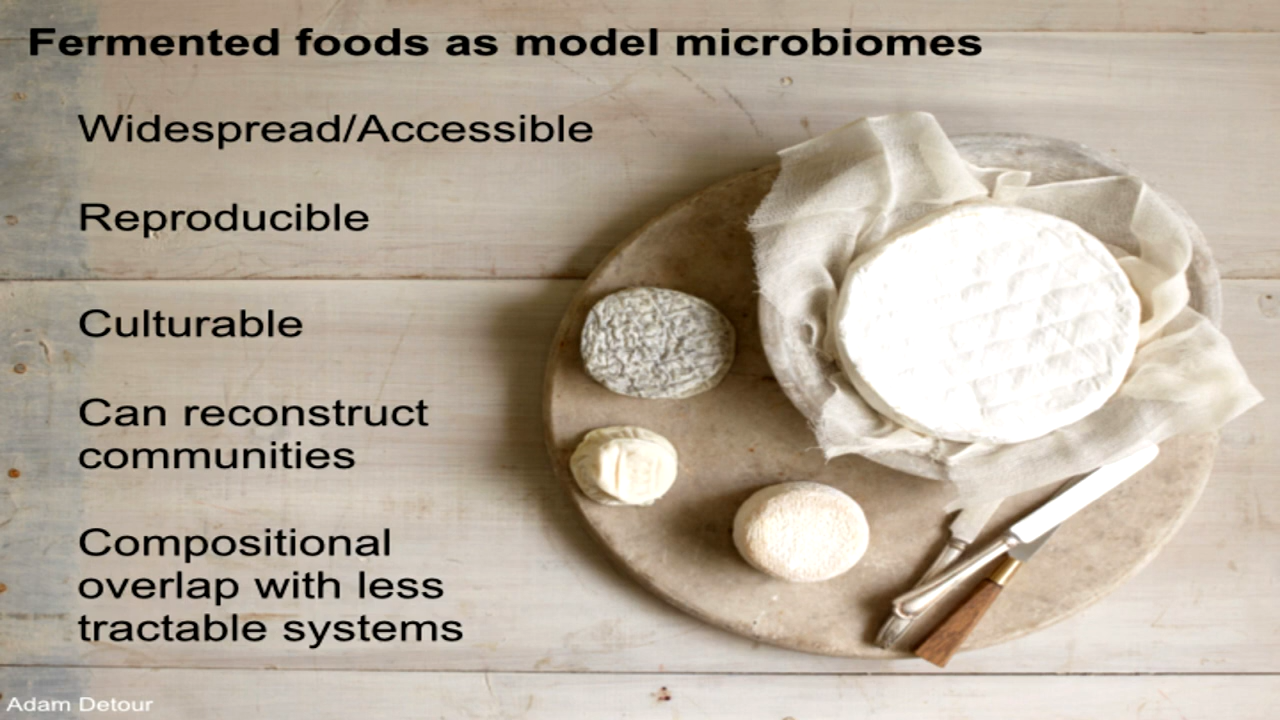 Fermented foods as model microbiomes
Widespread/Accessible
Reproducible
Culturable
Can reconstruct
communities
Compositional
overlap with less
tractable systems
Adam Detour